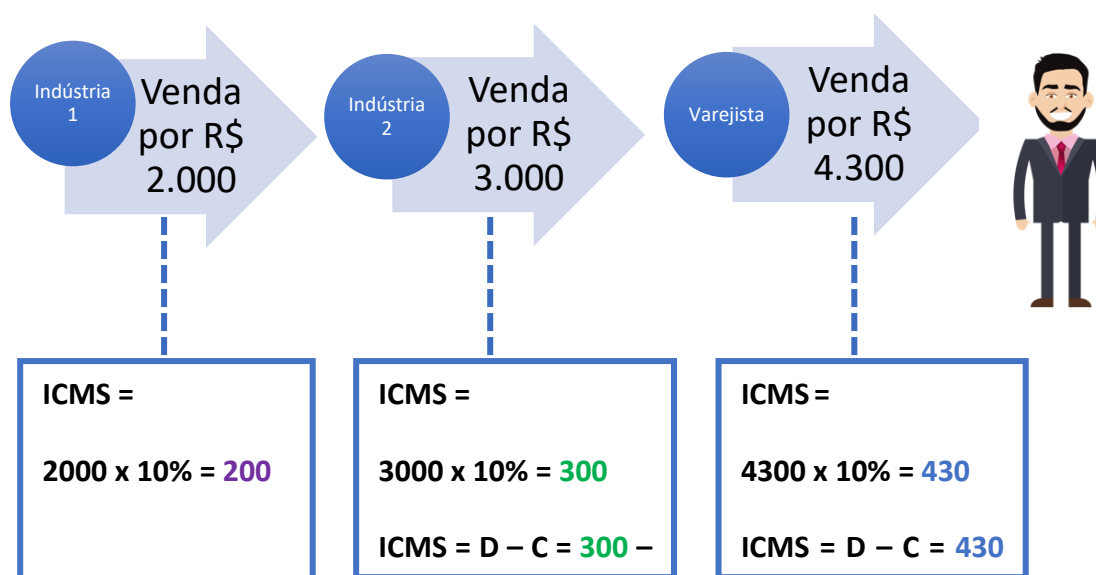 Indústria
1
Venda
por R$
2.000
Indústria
2
Venda
por R$
3.000
Varejista
Venda
por R$
4.300
ICMS =
2000 x 10% = 200
ICMS =
3000 x 10% = 300
ICMS = D – C = 300 –
ICMS =
4300 x 10% = 430
ICMS = D – C = 430